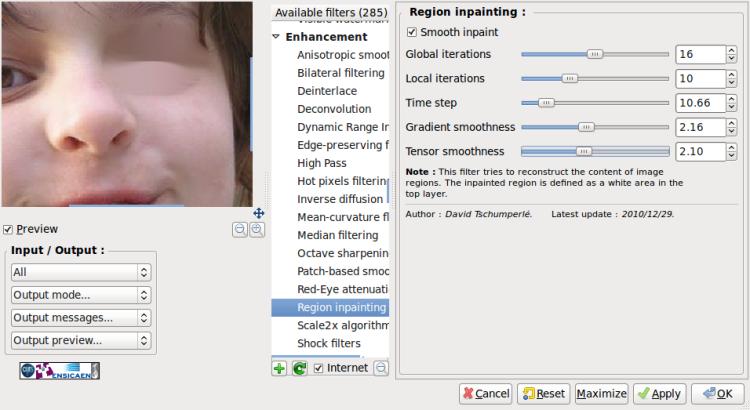 Preview
Input / Output :
All
Output mode...
Output messages...
Output preview...
ENSICAEN
Available filters (285)
Enhancement
Anisotropic smoot
Bilateral filtering
Deinterlace
Deconvolution
Dynamic Range In
Edge-preserving f
High Pass
Hot pixels filterin
Inverse diffusion
Mean-curvature fl
Median filtering
Octave sharpenin
Patch-based smoo
Red-Eye attenuati
Region inpainting
Scale2x algorithm
Shock filters
Internet
Region inpainting :
Smooth inpaint
Global iterations 16
Local iterations 10
Time step 10.66
Gradient smoothness 2.16
Tensor smoothness 2.10
Note : This filter tries to reconstruct the content of image
regions. The inpainted region is defined as a white area in the
top layer.
Author : David Tschumperlé. Latest update : 2010/12/29.
Cancel Reset Maximize Apply OK